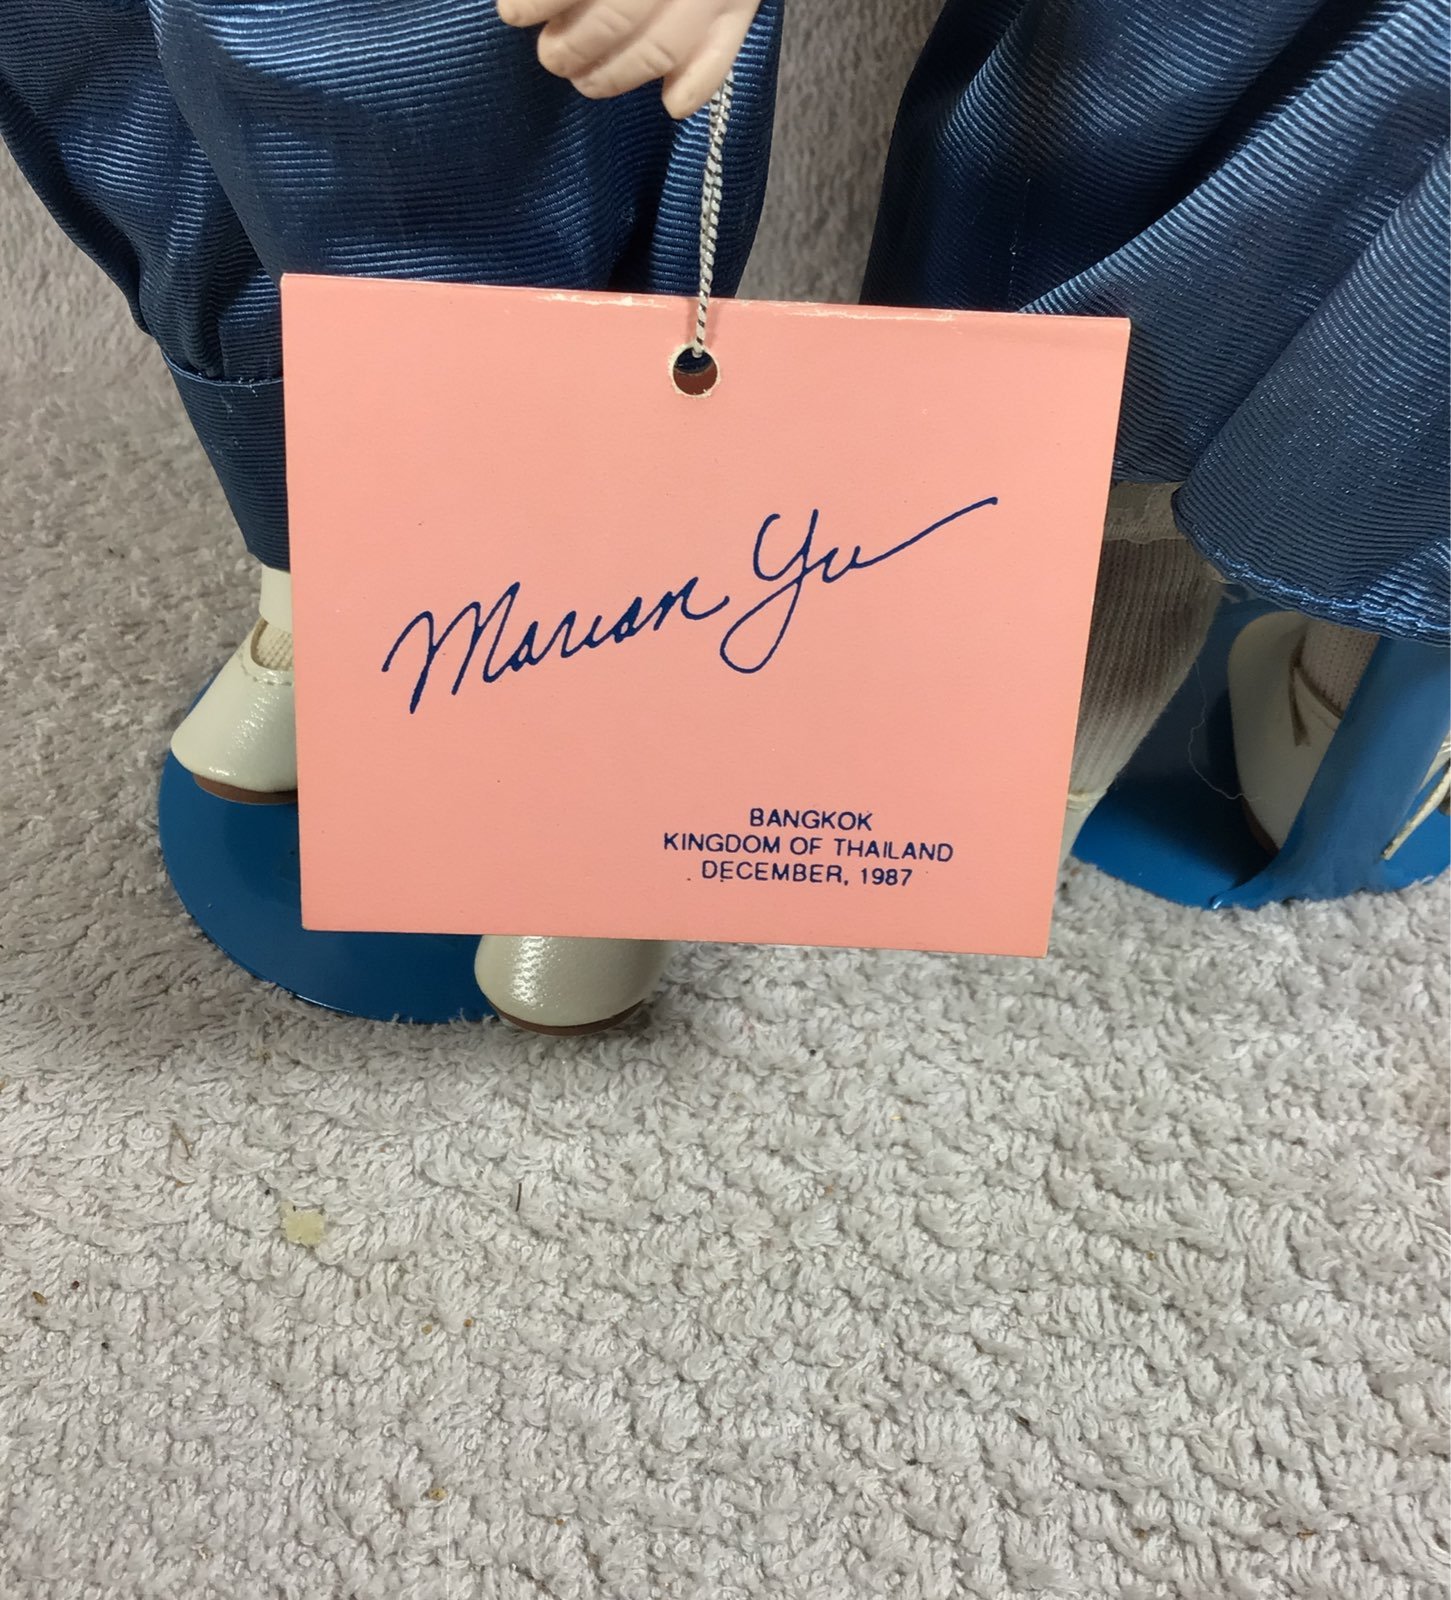 Marian Yu
BANGKOK
KINGDOM OF THAILAND
DECEMBER, 1987